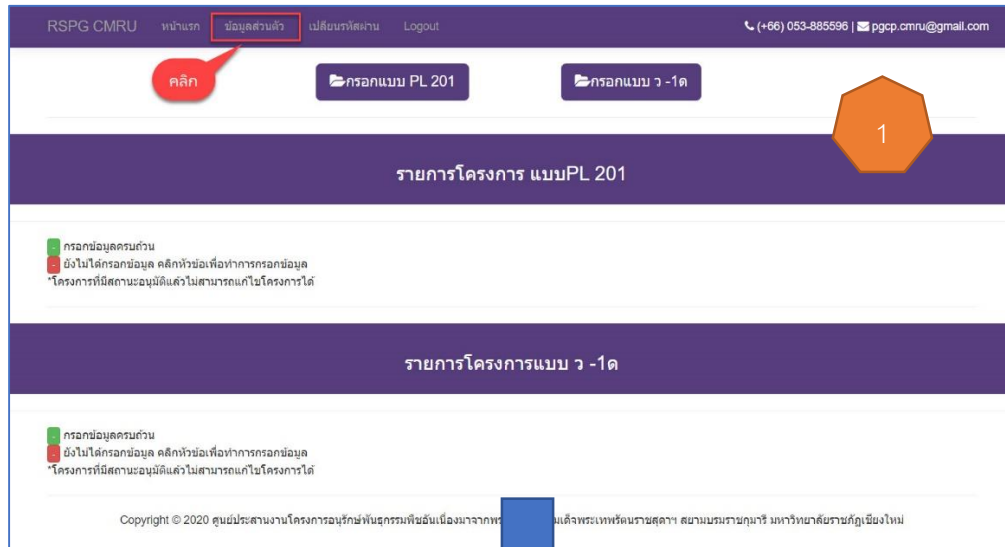 RSPG CMRU หน้าแรก ข้อมูลส่วนตัว เปลี่ยนรหัสผ่าน Logout (+66) 053-885596 | pgcp.cmru@gmail.com
คลิก กรอกแบบ PL 201 กรอกแบบ ว -1ด
1
รายการโครงการ แบบPL 201
- กรอกข้อมูลครบถ้วน
- ยังไม่ได้กรอกข้อมูล คลิกหัวข้อเพื่อทำการกรอกข้อมูล
*โครงการที่มีสถานะอนุมัติแล้วไม่สามารถแก้ไขโครงการได้
รายการโครงการแบบ ว -1ด
- กรอกข้อมูลครบถ้วน
- ยังไม่ได้กรอกข้อมูล คลิกหัวข้อเพื่อทำการกรอกข้อมูล
*โครงการที่มีสถานะอนุมัติแล้วไม่สามารถแก้ไขโครงการได้
Copyright © 2020 ศูนย์ประสานงานโครงการอนุรักษ์พันธุกรรมพืชอันเนื่องมาจากพร มเด็จพระเทพรัตนราชสุดาฯ สยามบรมราชกุมารี มหาวิทยาลัยราชภัฏเชียงใหม่